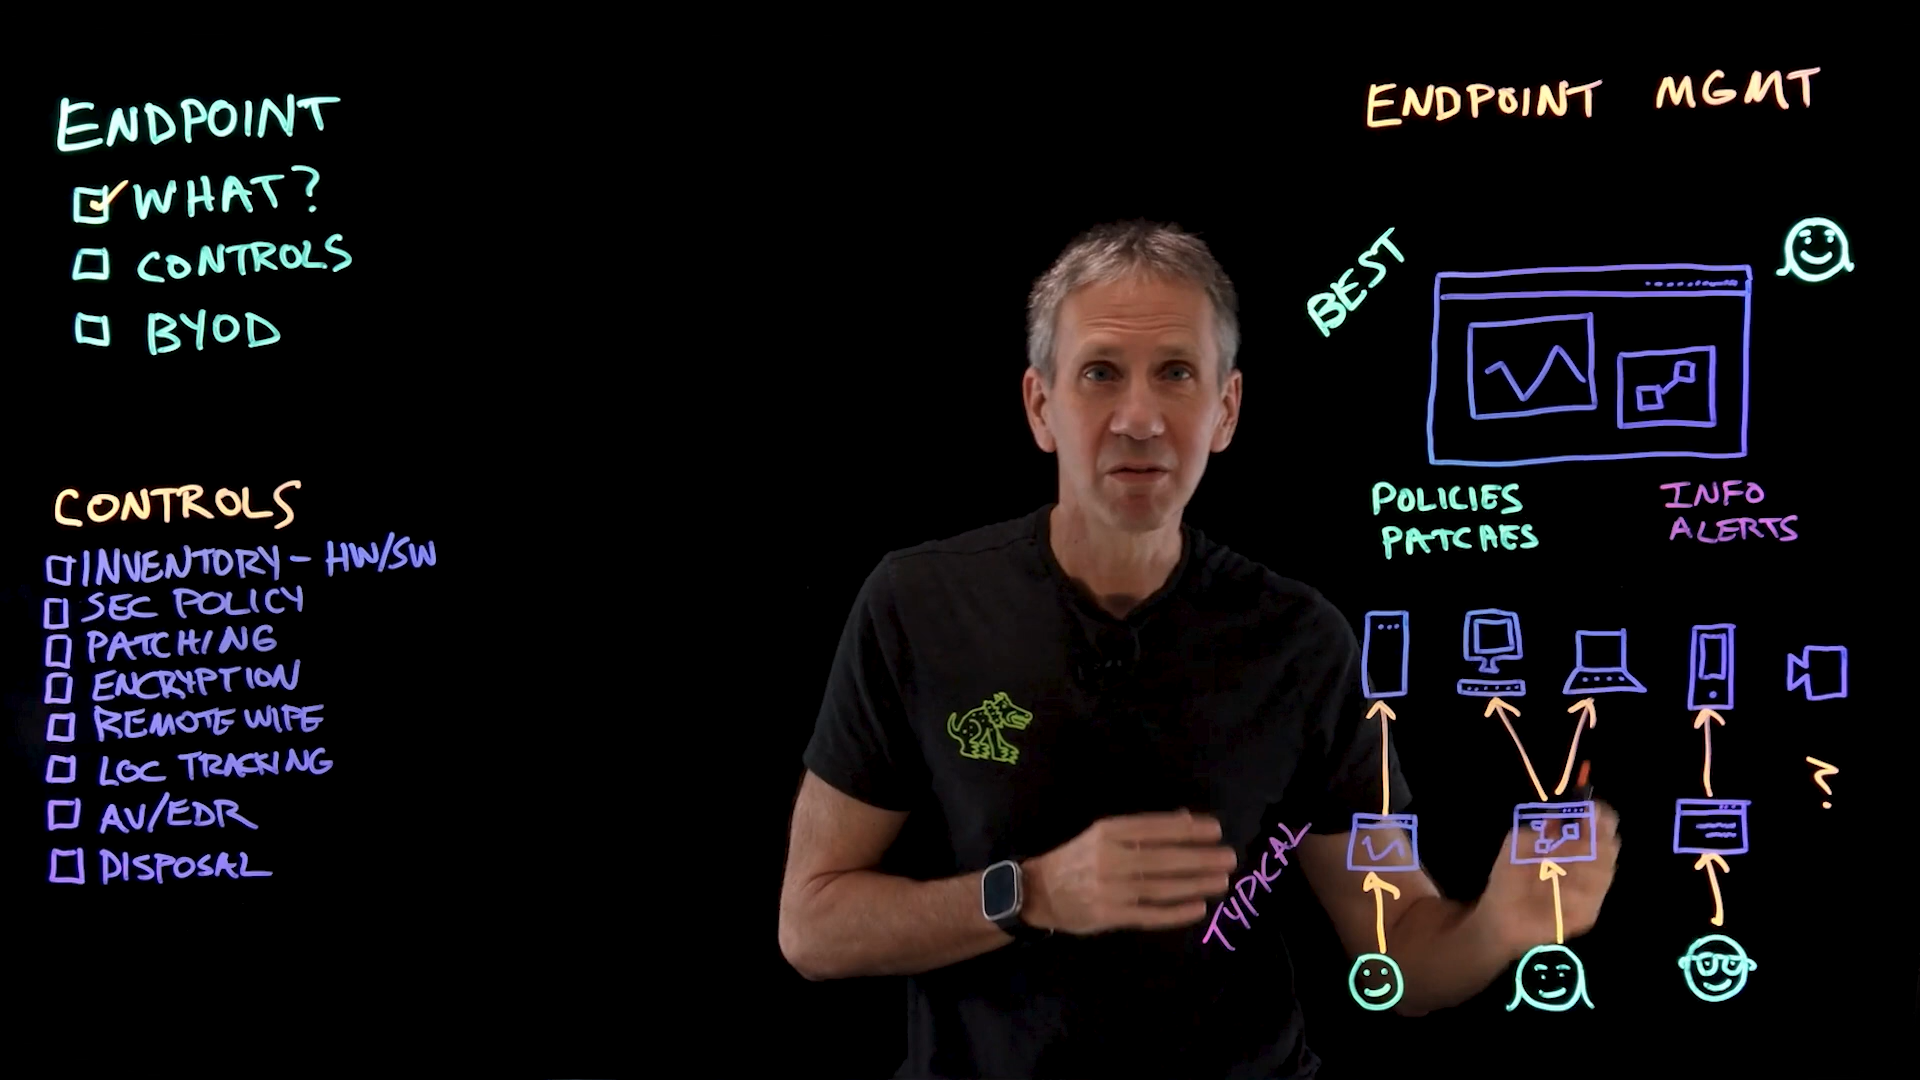 ENDPOINT
WHAT?
CONTROLS
BYOD
CONTROLS
INVENTORY - HW/SW
SEC POLICY
PATCHING
ENCRYPTION
REMOTE WIPE
LOC TRACKING
AV/EDR
DISPOSAL
ENDPOINT MGMT
BEST
POLICIES
PATCHES
INFO
ALERTS
?
TYPICAL